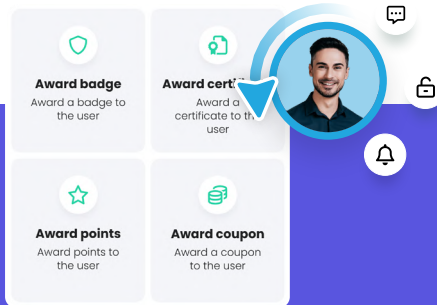 Award badge
Award a badge to
the user
Award
Award a
certificate to
user
Award points
Award points to
the user
Award coupon
Award a coupon
to the user